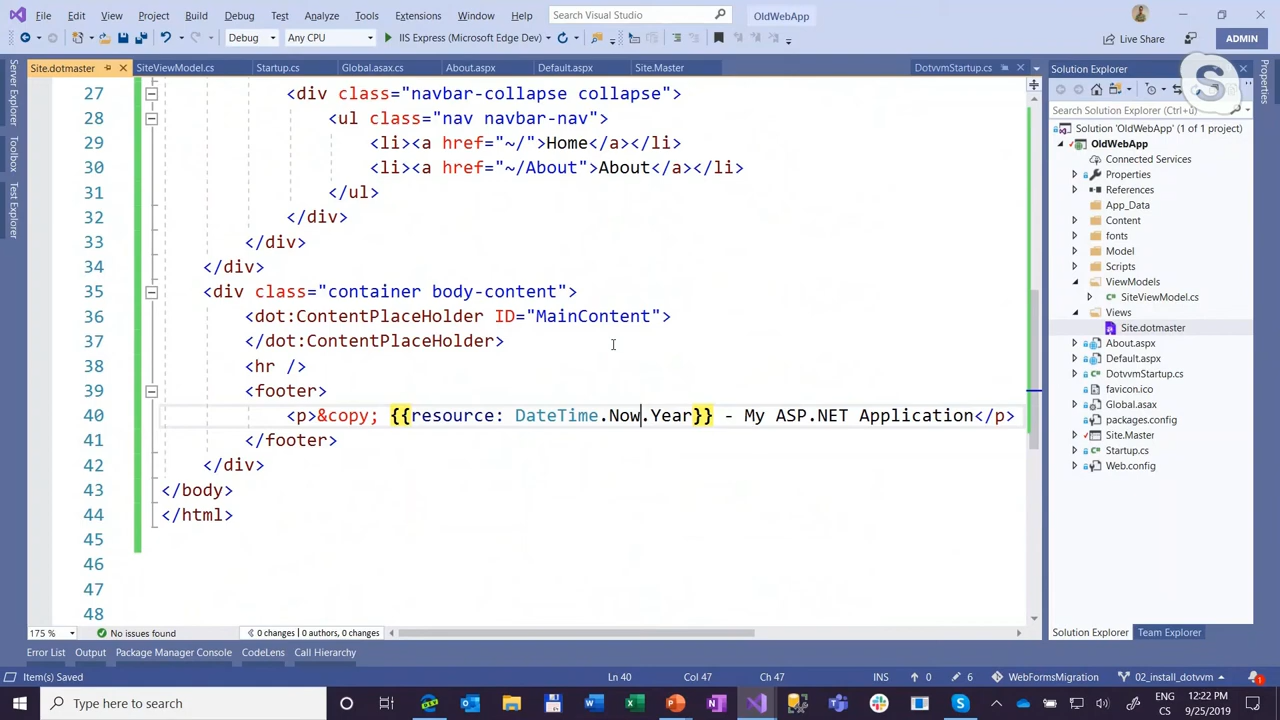 File Edit View Project Build Debug Test Analyze Tools Extensions Window Help Search Visual Studio OldWebApp
Debug Any CPU IIS Express (Microsoft Edge Dev) Live Share ADMIN
Site.dotmaster SiteViewModel.cs Startup.cs Global.asax.cs About.aspx Default.aspx Site.Master DotvvmStartup.cs
Server Explorer
Toolbox
Test Explorer
27 <div class="navbar-collapse collapse">
28 <ul class="nav navbar-nav">
29 <li><a href="~/">Home</a></li>
30 <li><a href="~/About">About</a></li>
31 </ul>
32 </div>
33 </div>
34 </div>
35 <div class="container body-content">
36 <dot:ContentPlaceHolder ID="MainContent">
37 </dot:ContentPlaceHolder>
38 <hr />
39 <footer>
40 <p>&copy; {{resource: DateTime.Now.Year}} - My ASP.NET Application</p>
41 </footer>
42 </div>
43 </body>
44 </html>
45
46
47
48
175 % No issues found 0 changes | 0 authors, 0 changes
Solution Explorer
Search Solution Explorer (Ctrl+ů)
Solution 'OldWebApp' (1 of 1 project)
OldWebApp
Connected Services
Properties
References
App_Data
Content
fonts
Model
Scripts
ViewModels
SiteViewModel.cs
Views
Site.dotmaster
About.aspx
Default.aspx
DotvvmStartup.cs
favicon.ico
Global.asax
packages.config
Site.Master
Startup.cs
Web.config
Solution Explorer Team Explorer
Properties
Error List Output Package Manager Console CodeLens Call Hierarchy
Item(s) Saved Ln 40 Col 47 Ch 47 INS 0 6 WebFormsMigration 02_install_dotvvm 1
Type here to search
ENG
CS
12:22 PM
9/25/2019